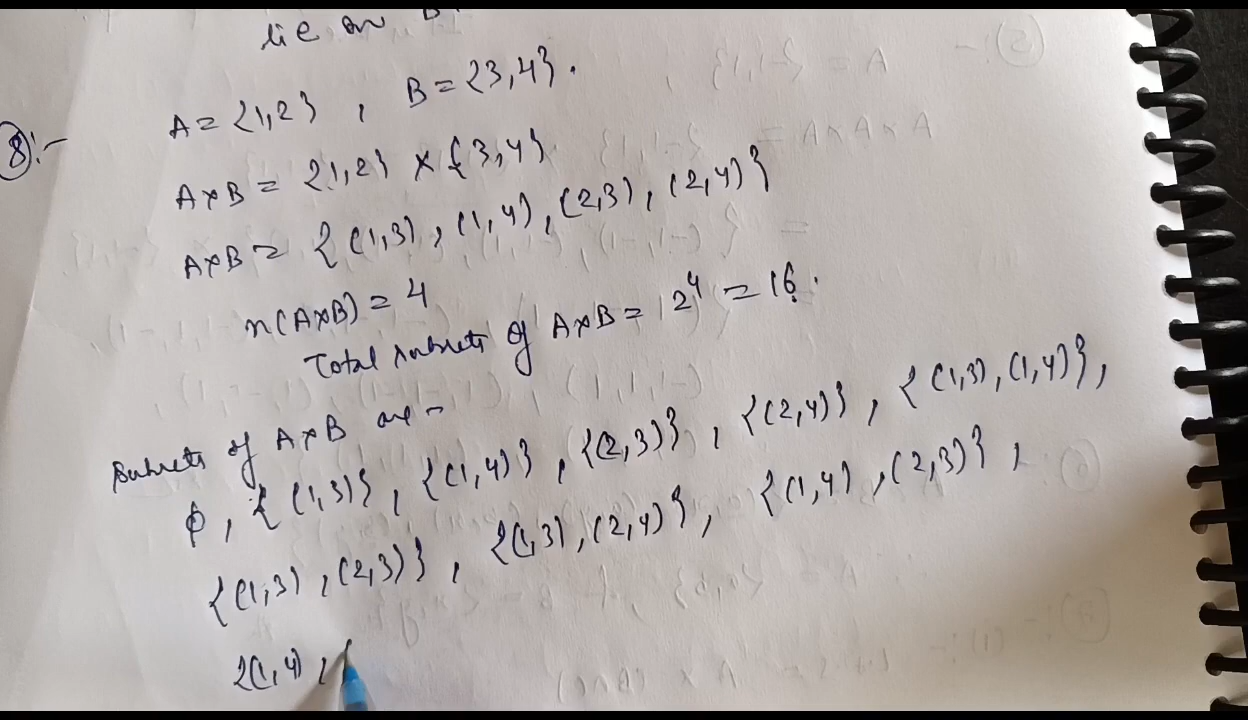 lie on B.
8:- A = {1,2} , B = {3,4}.
A×B = {1,2} × {3,4}
A×B = { (1,3) , (1,4) , (2,3) , (2,4) }
n(A×B) = 4
Total subsets of A×B = 2⁴ = 16.
Subsets of A×B are -
ϕ , { (1,3) } , { (1,4) } , { (2,3) } , { (2,4) } , { (1,3) , (1,4) } ,
{ (1,3) , (2,3) } , { (1,3) , (2,4) } , { (1,4) , (2,3) } ,
{ (1,4) , (